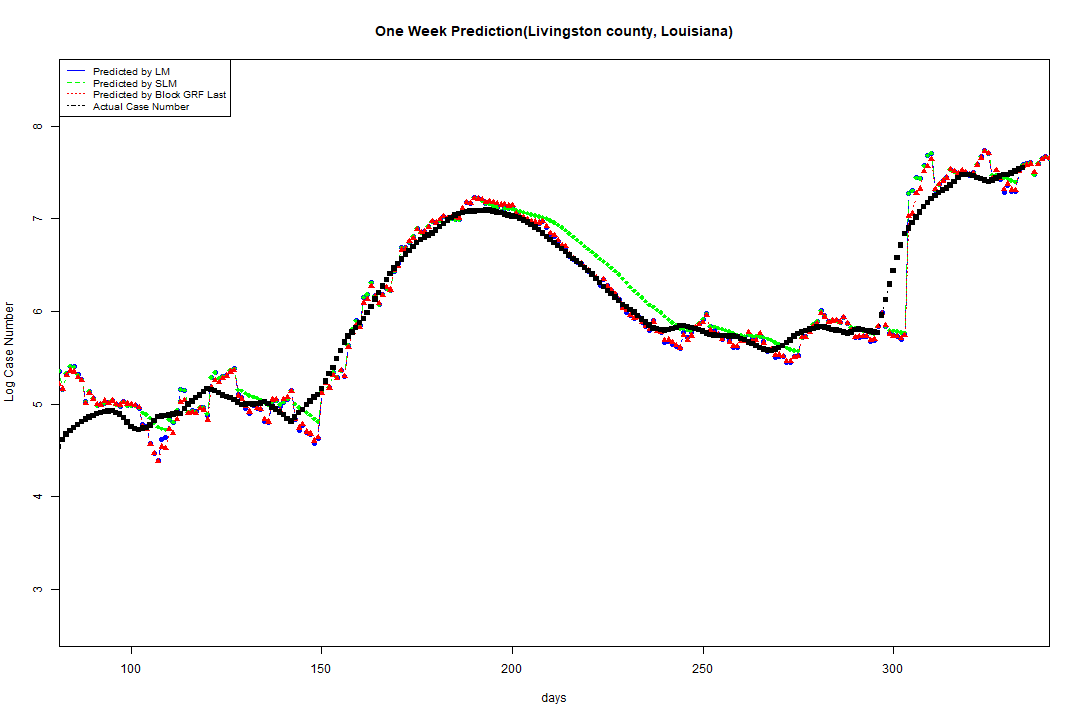 One Week Prediction(Livingston county, Louisiana)
Predicted by LM
Predicted by SLM
Predicted by Block GRF Last
Actual Case Number
8
7
6
5
4
3
Log Case Number
100 150 200 250 300
days